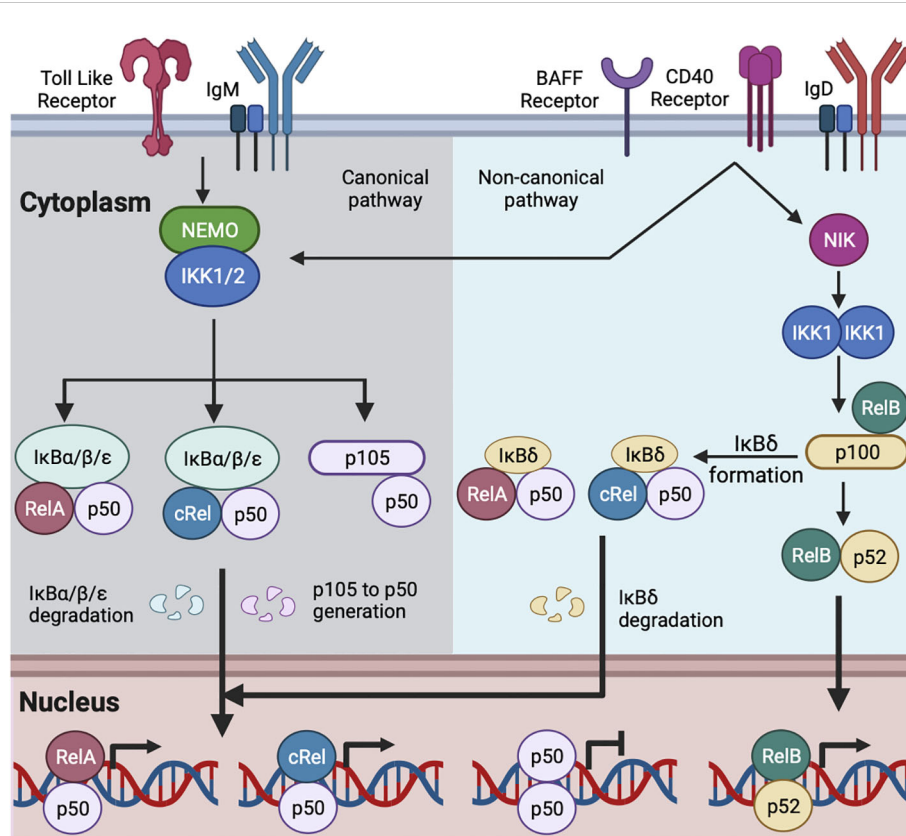 Toll Like
Receptor
IgM
BAFF
Receptor
CD40
Receptor
IgD
Cytoplasm
Canonical
pathway
Non-canonical
pathway
NEMO
IKK1/2
NIK
IKK1
IKK1
RelB
p100
IκBδ
formation
IκBα/β/ε
RelA
p50
IκBα/β/ε
cRel
p50
p105
p50
IκBδ
RelA
p50
IκBδ
cRel
p50
RelB
p52
IκBα/β/ε
degradation
p105 to p50
generation
IκBδ
degradation
Nucleus
RelA
p50
cRel
p50
p50
p50
RelB
p52